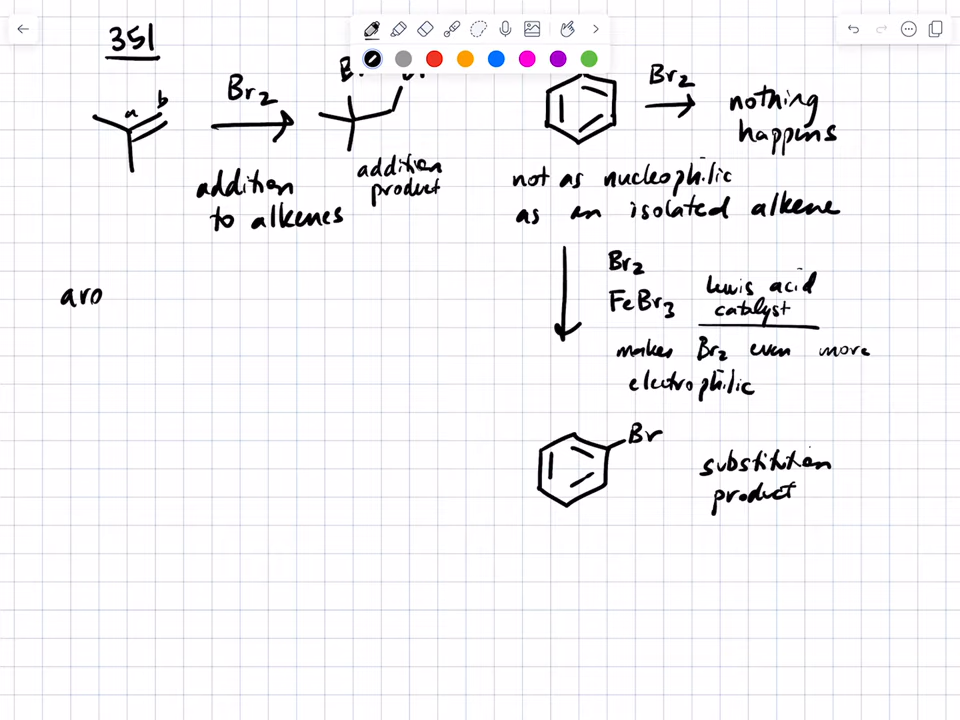 351
a b
Br2
addition
to alkenes
addition
product
Br2
nothing
happens
not as nucleophilic
as an isolated alkene
Br2
FeBr3
lewis acid
catalyst
makes Br2 even more
electrophilic
Br
substitution
product
aro